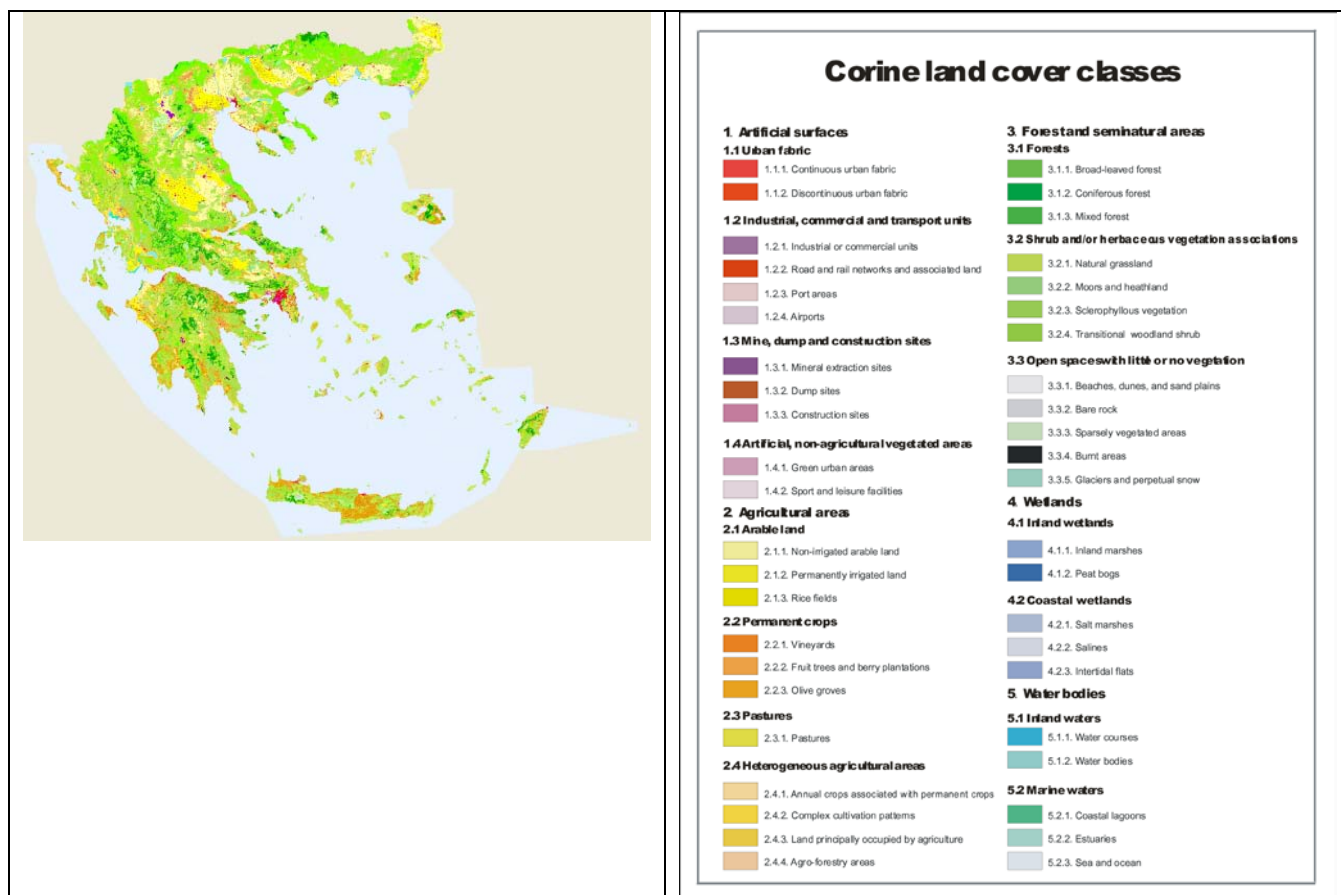 Corine land cover classes
1. Artificial surfaces
1.1 Urban fabric
1.1.1. Continuous urban fabric
1.1.2. Discontinuous urban fabric
1.2 Industrial, commercial and transport units
1.2.1. Industrial or commercial units
1.2.2. Road and rail networks and associated land
1.2.3. Port areas
1.2.4. Airports
1.3 Mine, dump and construction sites
1.3.1. Mineral extraction sites
1.3.2. Dump sites
1.3.3. Construction sites
1.4 Artificial, non-agricultural vegetated areas
1.4.1. Green urban areas
1.4.2. Sport and leisure facilities
2. Agricultural areas
2.1 Arable land
2.1.1. Non-irrigated arable land
2.1.2. Permanently irrigated land
2.1.3. Rice fields
2.2 Permanent crops
2.2.1. Vineyards
2.2.2. Fruit trees and berry plantations
2.2.3. Olive groves
2.3 Pastures
2.3.1. Pastures
2.4 Heterogeneous agricultural areas
2.4.1. Annual crops associated with permanent crops
2.4.2. Complex cultivation patterns
2.4.3. Land principally occupied by agriculture
2.4.4. Agro-forestry areas
3. Forest and seminatural areas
3.1 Forests
3.1.1. Broad-leaved forest
3.1.2. Coniferous forest
3.1.3. Mixed forest
3.2 Shrub and/or herbaceous vegetation associations
3.2.1. Natural grassland
3.2.2. Moors and heathland
3.2.3. Sclerophyllous vegetation
3.2.4. Transitional woodland shrub
3.3 Open spaces with little or no vegetation
3.3.1. Beaches, dunes, and sand plains
3.3.2. Bare rock
3.3.3. Sparsely vegetated areas
3.3.4. Burnt areas
3.3.5. Glaciers and perpetual snow
4. Wetlands
4.1 Inland wetlands
4.1.1. Inland marshes
4.1.2. Peat bogs
4.2 Coastal wetlands
4.2.1. Salt marshes
4.2.2. Salines
4.2.3. Intertidal flats
5. Water bodies
5.1 Inland waters
5.1.1. Water courses
5.1.2. Water bodies
5.2 Marine waters
5.2.1. Coastal lagoons
5.2.2. Estuaries
5.2.3. Sea and ocean